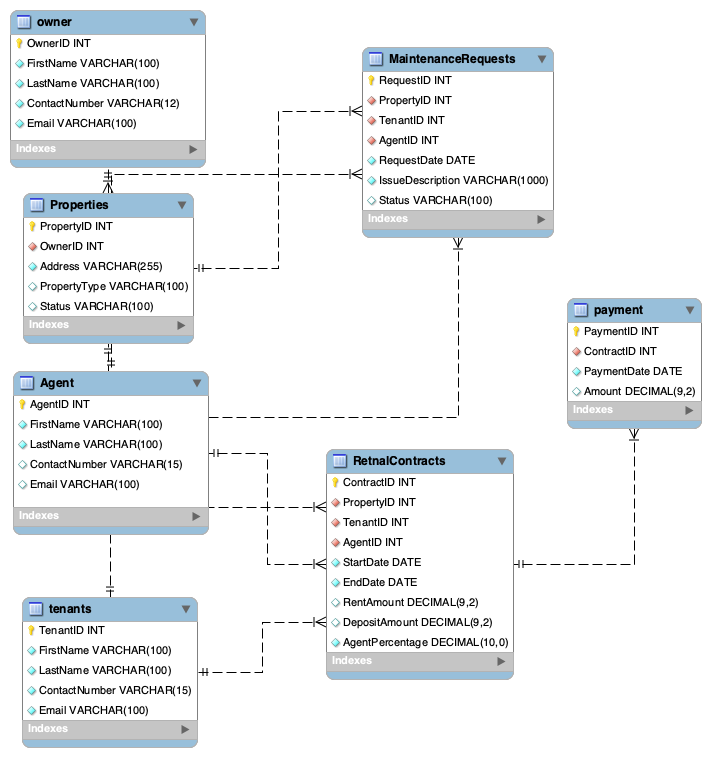 owner
OwnerID INT
FirstName VARCHAR(100)
LastName VARCHAR(100)
ContactNumber VARCHAR(12)
Email VARCHAR(100)
Indexes
MaintenanceRequests
RequestID INT
PropertyID INT
TenantID INT
AgentID INT
RequestDate DATE
IssueDescription VARCHAR(1000)
Status VARCHAR(100)
Indexes
Properties
PropertyID INT
OwnerID INT
Address VARCHAR(255)
PropertyType VARCHAR(100)
Status VARCHAR(100)
Indexes
payment
PaymentID INT
ContractID INT
PaymentDate DATE
Amount DECIMAL(9,2)
Indexes
Agent
AgentID INT
FirstName VARCHAR(100)
LastName VARCHAR(100)
ContactNumber VARCHAR(15)
Email VARCHAR(100)
Indexes
RetnalContracts
ContractID INT
PropertyID INT
TenantID INT
AgentID INT
StartDate DATE
EndDate DATE
RentAmount DECIMAL(9,2)
DepositAmount DECIMAL(9,2)
AgentPercentage DECIMAL(10,0)
Indexes
tenants
TenantID INT
FirstName VARCHAR(100)
LastName VARCHAR(100)
ContactNumber VARCHAR(15)
Email VARCHAR(100)
Indexes